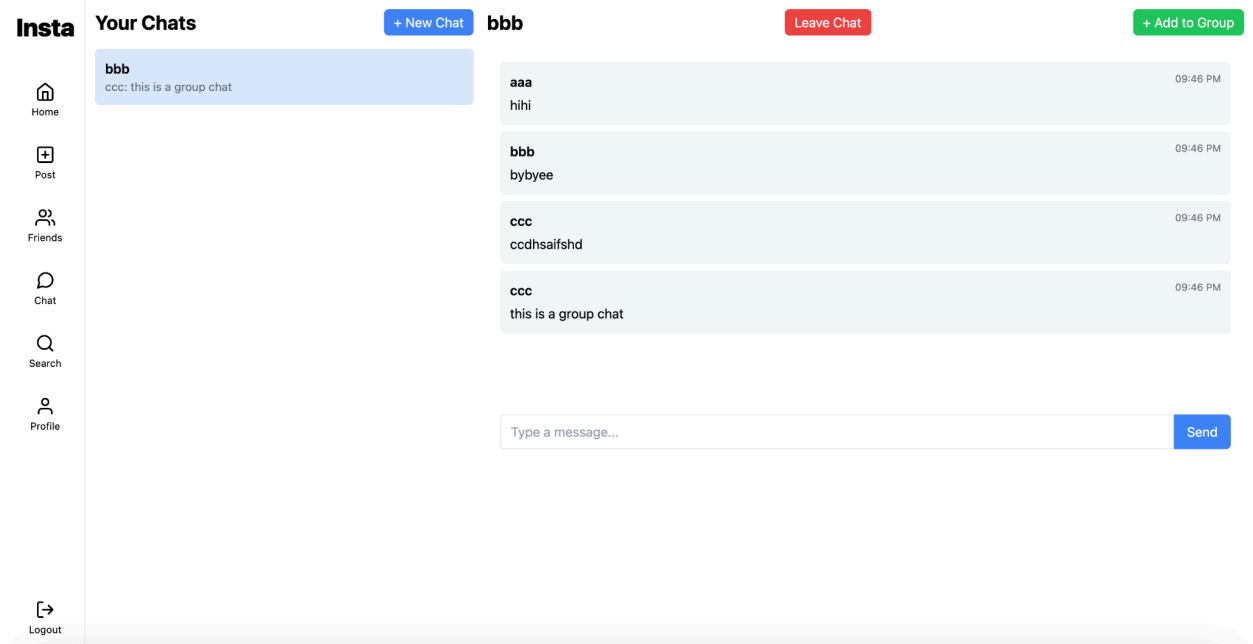 Insta
Home
Post
Friends
Chat
Search
Profile
Logout
Your Chats
+ New Chat
bbb
ccc: this is a group chat
bbb
Leave Chat
+ Add to Group
aaa
09:46 PM
hihi
bbb
09:46 PM
bybyee
ccc
09:46 PM
ccdhsaifshd
ccc
09:46 PM
this is a group chat
Type a message...
Send